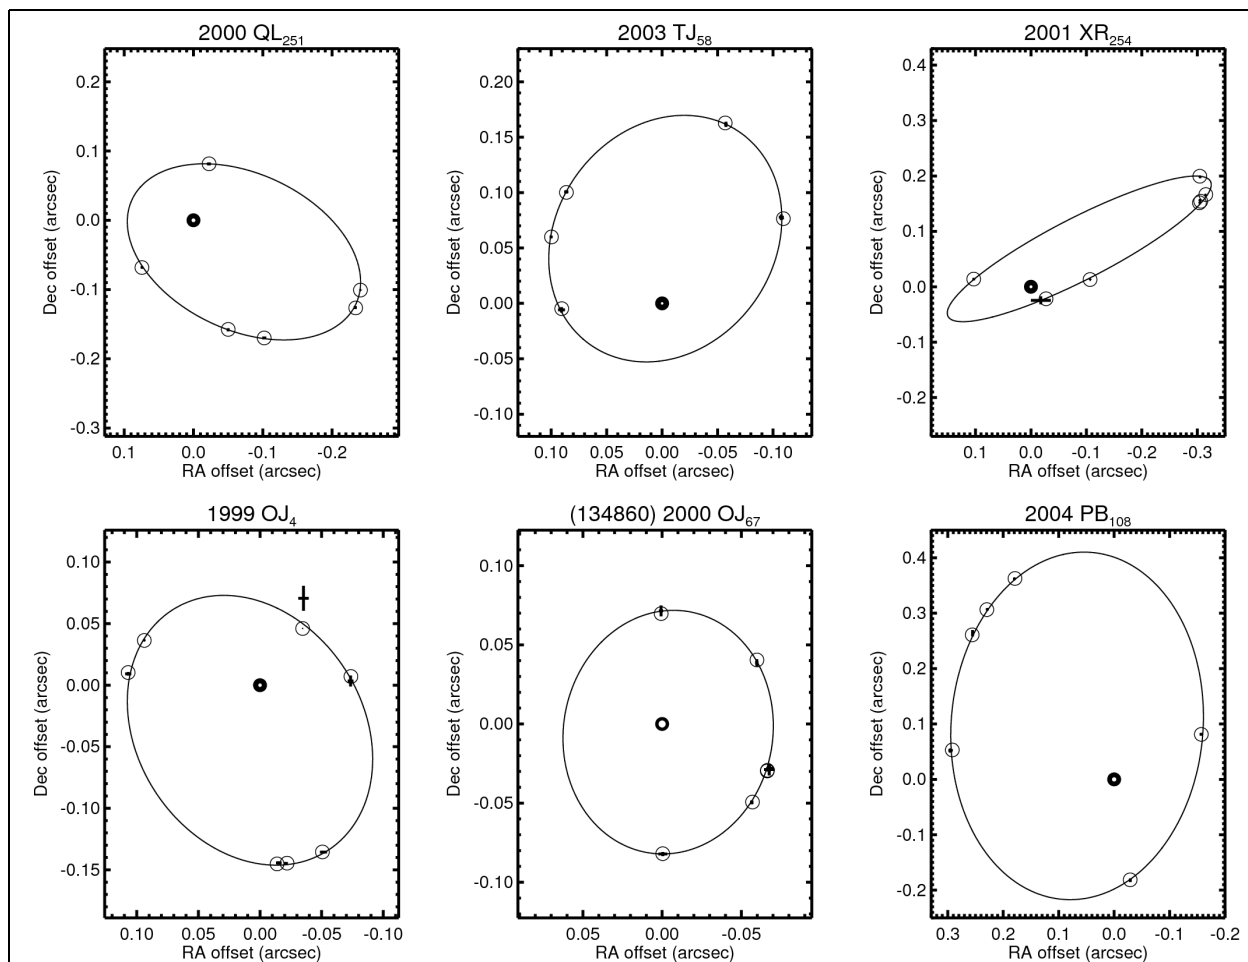 2000 QL251
0.2
0.1
0.0
-0.1
-0.2
-0.3
Dec offset (arcsec)
0.1 0.0 -0.1 -0.2
RA offset (arcsec)
2003 TJ58
0.20
0.15
0.10
0.05
0.00
-0.05
-0.10
Dec offset (arcsec)
0.10 0.05 0.00 -0.05 -0.10
RA offset (arcsec)
2001 XR254
0.4
0.3
0.2
0.1
0.0
-0.1
-0.2
Dec offset (arcsec)
0.1 0.0 -0.1 -0.2 -0.3
RA offset (arcsec)
1999 OJ4
0.10
0.05
0.00
-0.05
-0.10
-0.15
Dec offset (arcsec)
0.10 0.05 0.00 -0.05 -0.10
RA offset (arcsec)
(134860) 2000 OJ67
0.10
0.05
0.00
-0.05
-0.10
Dec offset (arcsec)
0.05 0.00 -0.05
RA offset (arcsec)
2004 PB108
0.4
0.3
0.2
0.1
0.0
-0.1
-0.2
Dec offset (arcsec)
0.3 0.2 0.1 0.0 -0.1 -0.2
RA offset (arcsec)